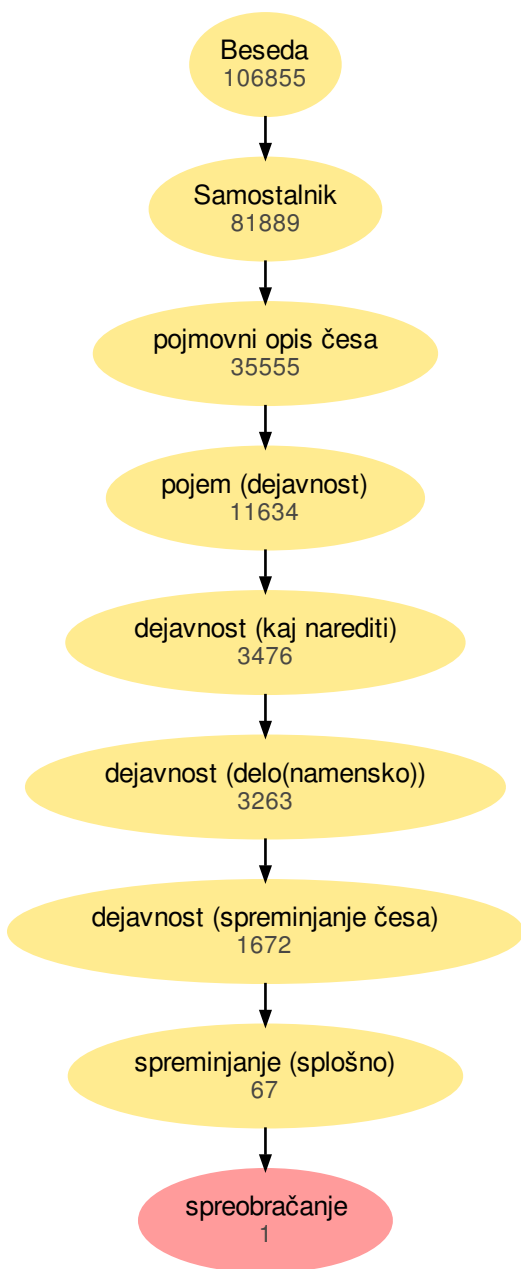 Beseda
106855
Samostalnik
81889
pojmovni opis česa
35555
pojem (dejavnost)
11634
dejavnost (kaj narediti)
3476
dejavnost (delo(namensko))
3263
dejavnost (spreminjanje česa)
1672
spreminjanje (splošno)
67
spreobračanje
1